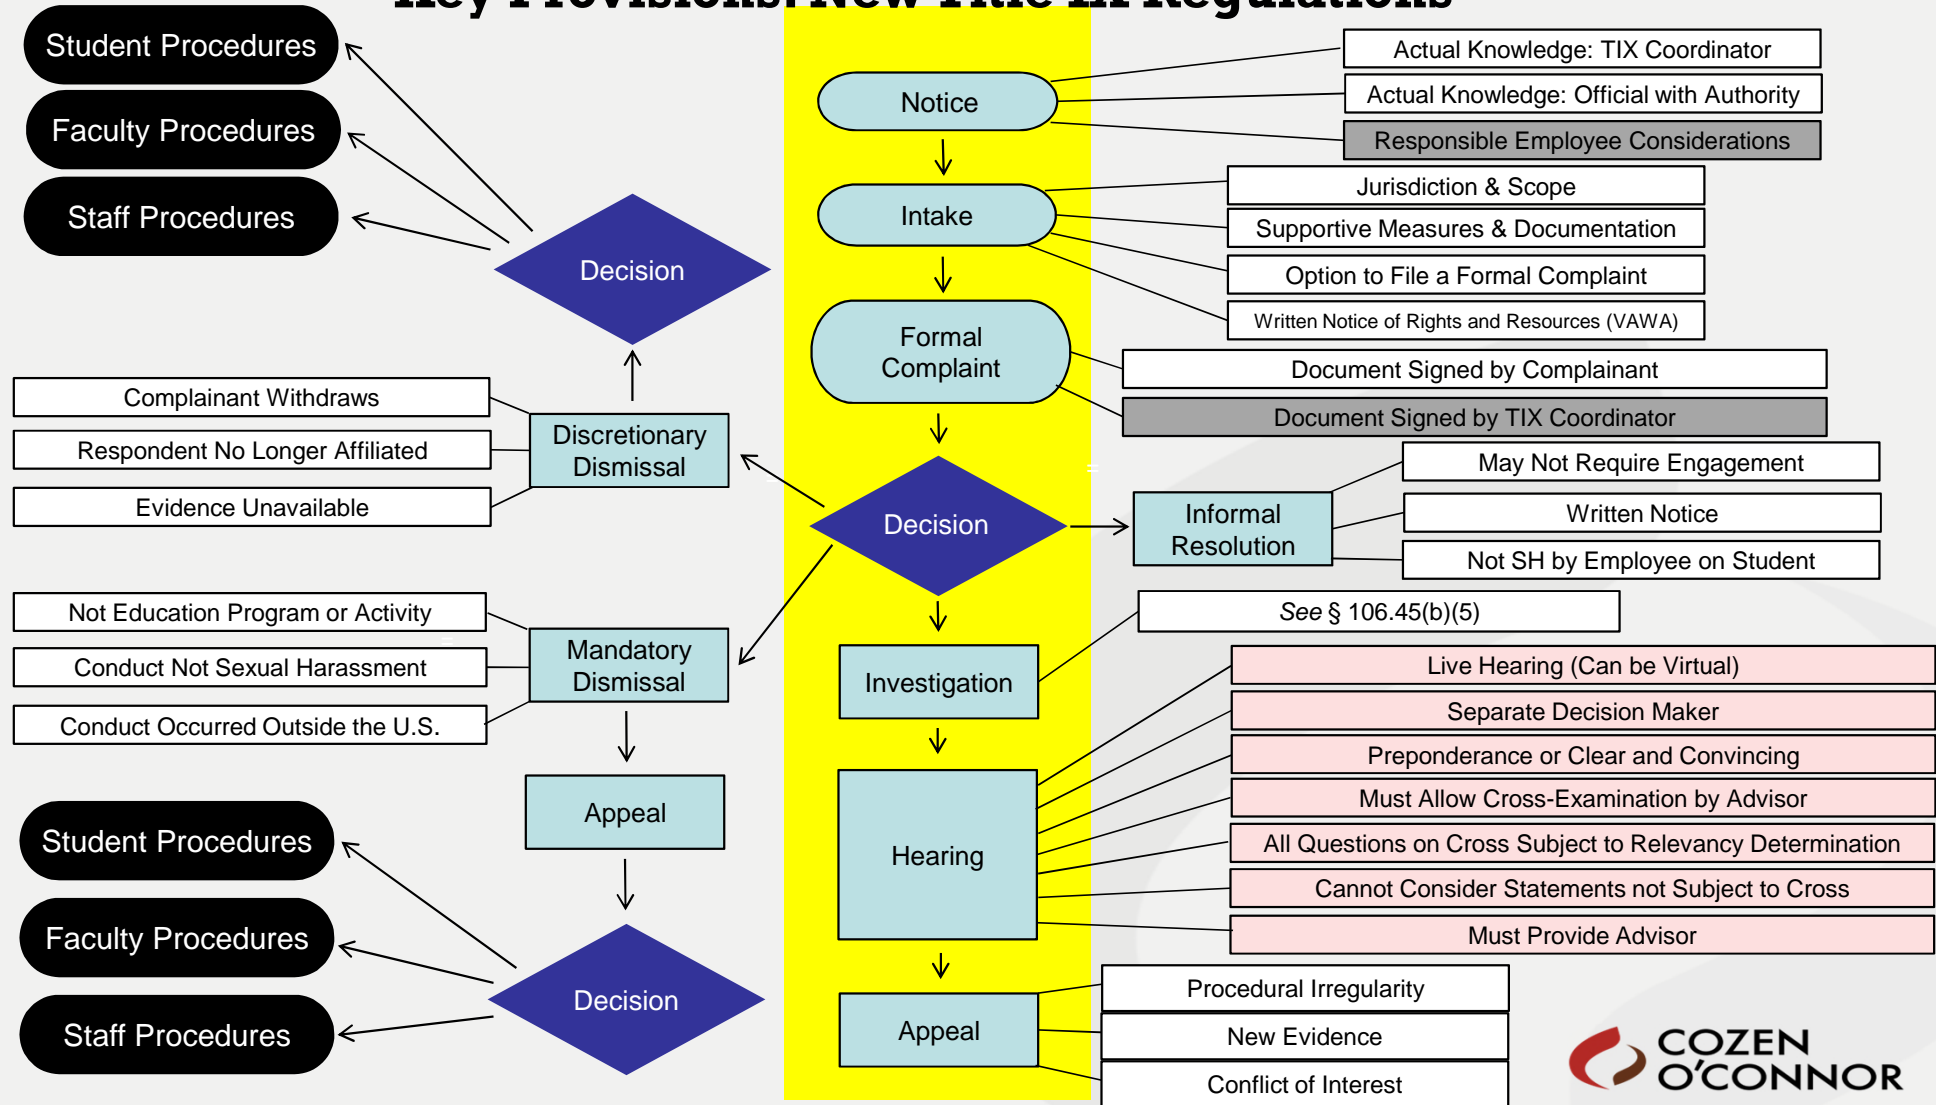 Key Provisions: New Title IX Regulations
Student Procedures
Faculty Procedures
Staff Procedures
Decision
Complainant Withdraws
Respondent No Longer Affiliated
Evidence Unavailable
Discretionary
Dismissal
Not Education Program or Activity
Conduct Not Sexual Harassment
Conduct Occurred Outside the U.S.
Mandatory
Dismissal
Appeal
Student Procedures
Faculty Procedures
Staff Procedures
Decision
Notice
Actual Knowledge: TIX Coordinator
Actual Knowledge: Official with Authority
Responsible Employee Considerations
Intake
Jurisdiction & Scope
Supportive Measures & Documentation
Option to File a Formal Complaint
Written Notice of Rights and Resources (VAWA)
Formal
Complaint
Document Signed by Complainant
Document Signed by TIX Coordinator
Decision
Informal
Resolution
May Not Require Engagement
Written Notice
Not SH by Employee on Student
Investigation
See § 106.45(b)(5)
Hearing
Live Hearing (Can be Virtual)
Separate Decision Maker
Preponderance or Clear and Convincing
Must Allow Cross-Examination by Advisor
All Questions on Cross Subject to Relevancy Determination
Cannot Consider Statements not Subject to Cross
Must Provide Advisor
Appeal
Procedural Irregularity
New Evidence
Conflict of Interest
COZEN
O'CONNOR